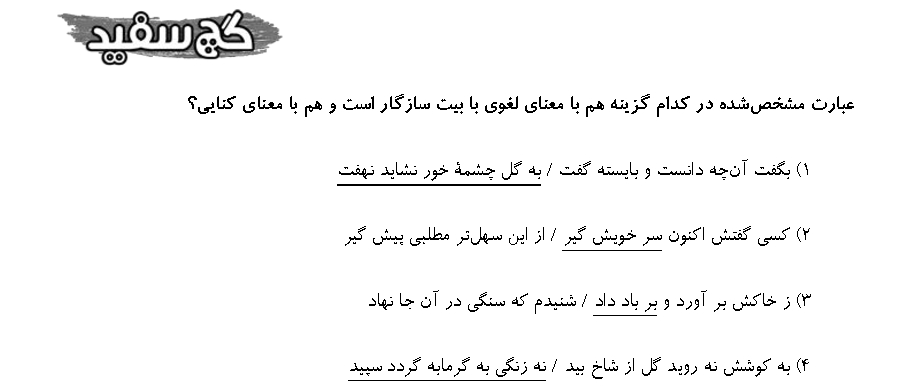 گچ سفید
عبارت مشخص‌شده در کدام گزینه هم با معنای لغوی با بیت سازگار است و هم با معنای کنایی؟
۱) بگفت آن‌چه دانست و بایسته گفت / به گل چشمهٔ خور نشاید نهفت
۲) کسی گفتش اکنون سر خویش گیر / از این سهل‌تر مطلبی پیش گیر
۳) ز خاکش بر آورد و بر باد داد / شنیدم که سنگی در آن جا نهاد
۴) به کوشش نه روید گل از شاخ بید / نه زنگی به گرمابه گردد سپید